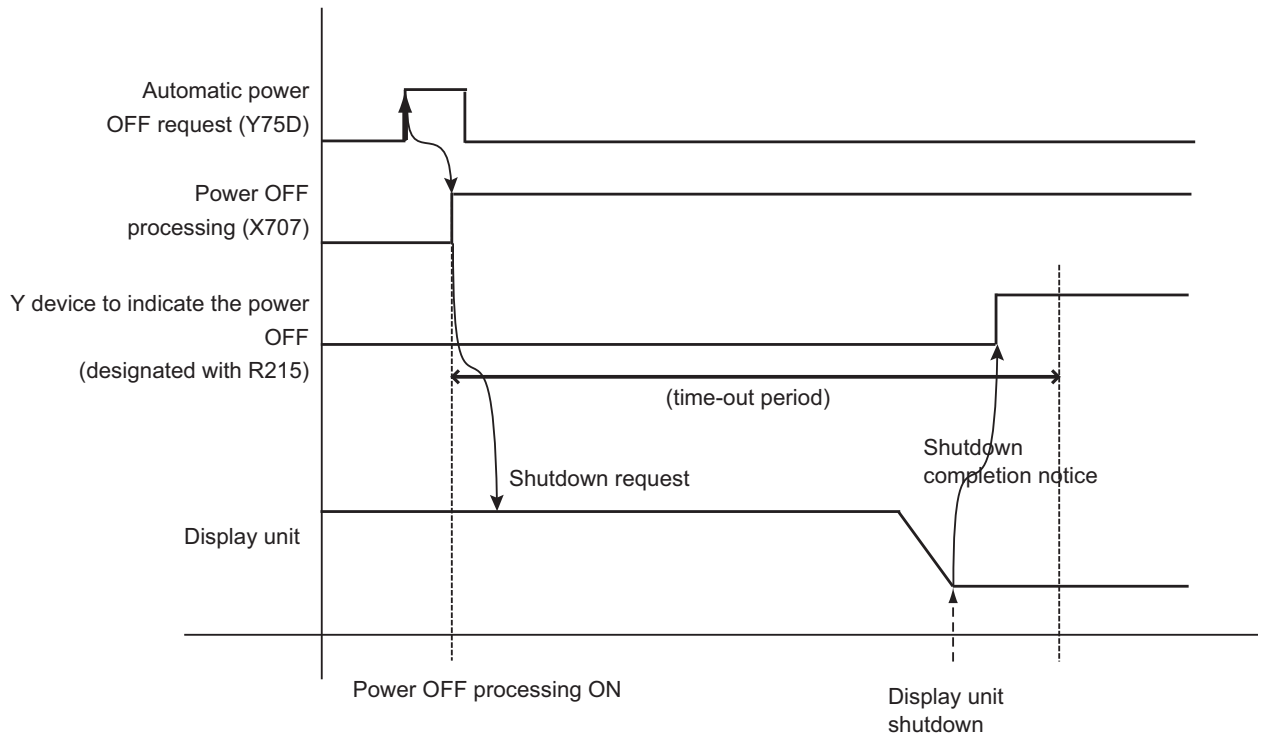 Automatic power
OFF request (Y75D)
Power OFF
processing (X707)
Y device to indicate the power
OFF
(designated with R215)
(time-out period)
Shutdown
completion notice
Shutdown request
Display unit
Power OFF processing ON
Display unit
shutdown